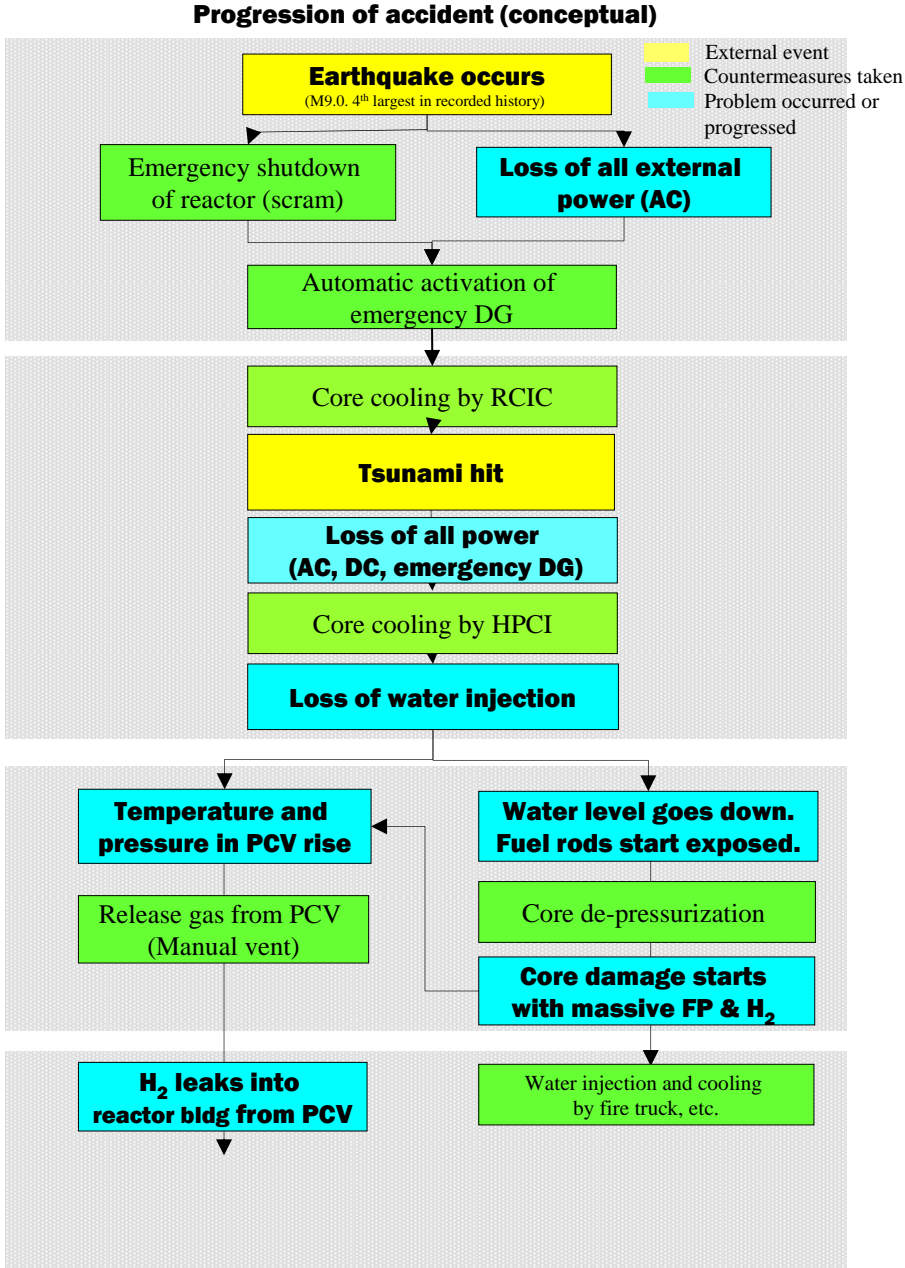 Progression of accident (conceptual)
External event
Countermeasures taken
Problem occurred or
progressed
Earthquake occurs
(M9.0. 4th largest in recorded history)
Emergency shutdown
of reactor (scram)
Loss of all external
power (AC)
Automatic activation of
emergency DG
Core cooling by RCIC
Tsunami hit
Loss of all power
(AC, DC, emergency DG)
Core cooling by HPCI
Loss of water injection
Temperature and
pressure in PCV rise
Water level goes down.
Fuel rods start exposed.
Release gas from PCV
(Manual vent)
Core de-pressurization
Core damage starts
with massive FP & H2
H2 leaks into
reactor bldg from PCV
Water injection and cooling
by fire truck, etc.